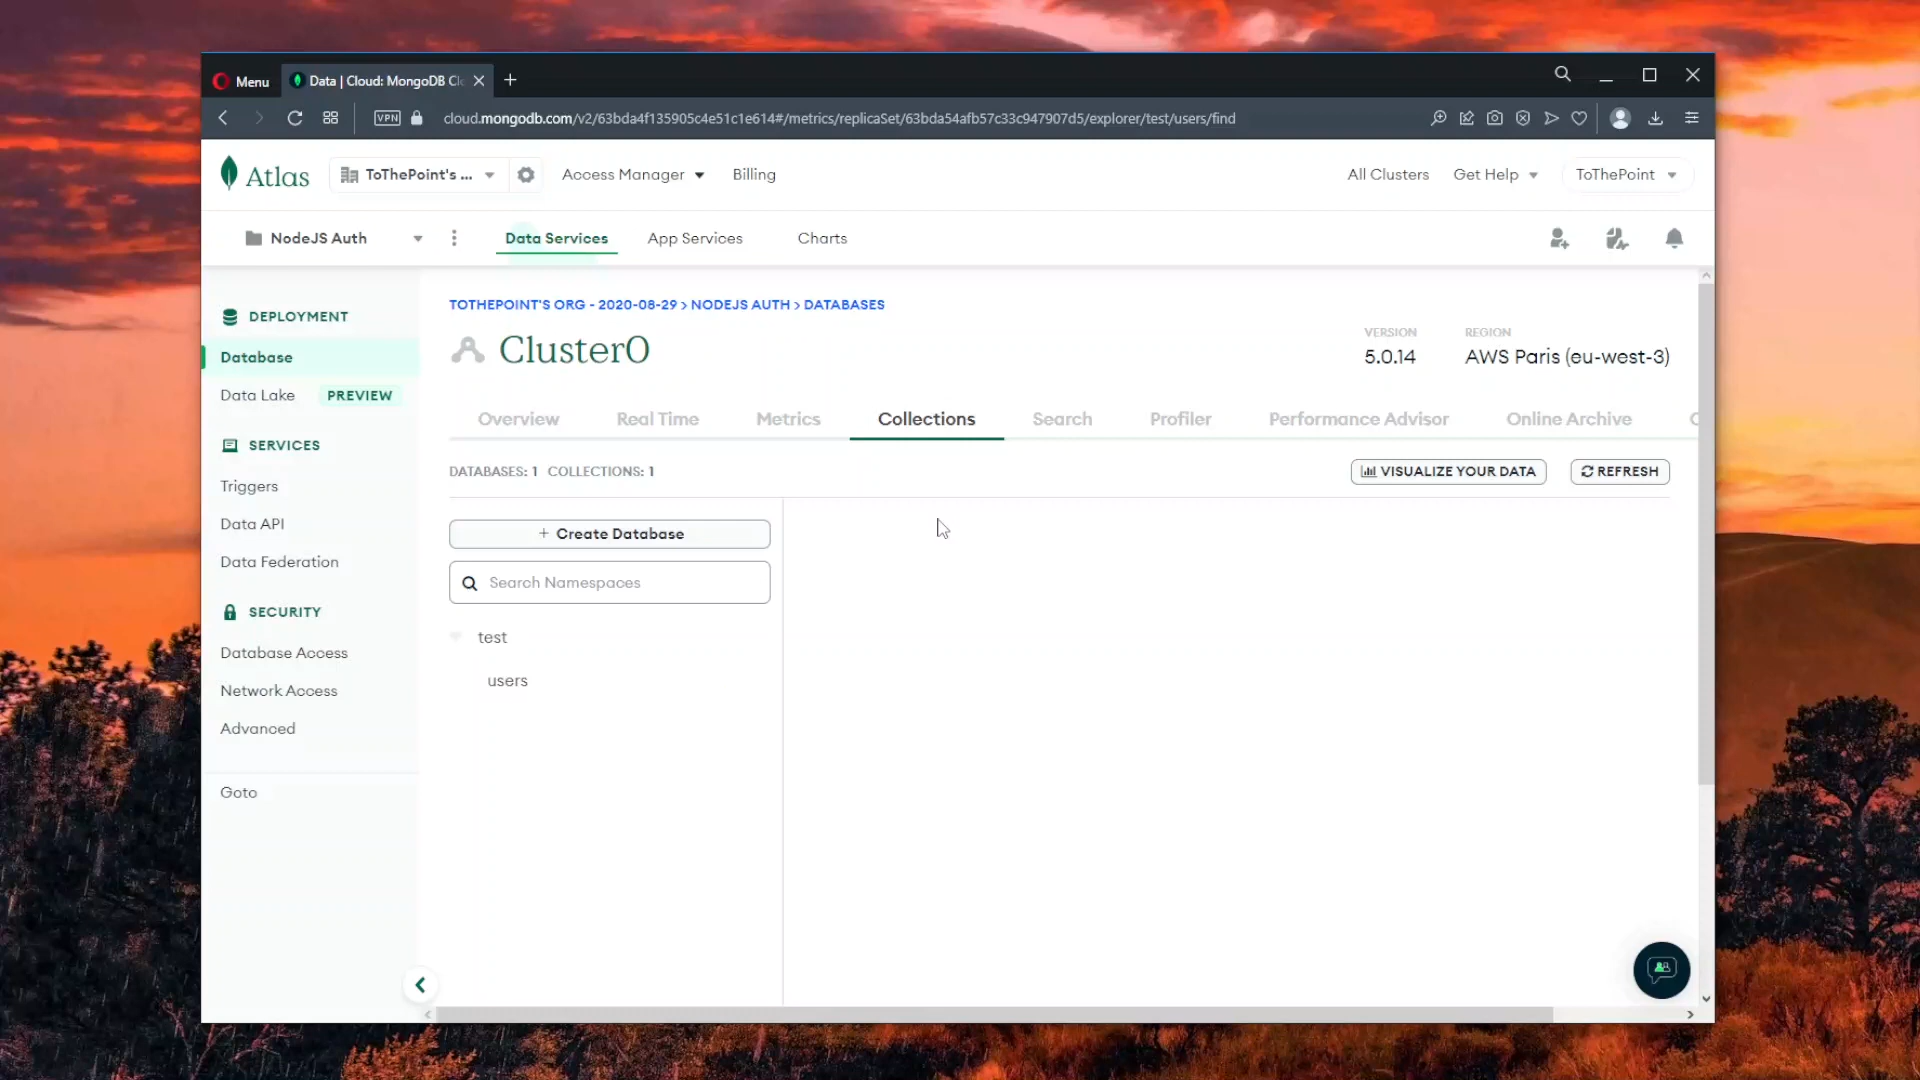 Menu
Data | Cloud: MongoDB Cl
VPN
cloud.mongodb.com/v2/63bda4f135905c4e51c1e614#/metrics/replicaSet/63bda54afb57c33c947907d5/explorer/test/users/find
Atlas
ToThePoint's ...
Access Manager
Billing
All Clusters
Get Help
ToThePoint
NodeJS Auth
Data Services
App Services
Charts
DEPLOYMENT
Database
Data Lake
PREVIEW
SERVICES
Triggers
Data API
Data Federation
SECURITY
Database Access
Network Access
Advanced
Goto
TOTHEPOINT'S ORG - 2020-08-29 > NODEJS AUTH > DATABASES
Cluster0
VERSION
5.0.14
REGION
AWS Paris (eu-west-3)
Overview
Real Time
Metrics
Collections
Search
Profiler
Performance Advisor
Online Archive
DATABASES: 1 COLLECTIONS: 1
VISUALIZE YOUR DATA
REFRESH
+ Create Database
Search Namespaces
test
users